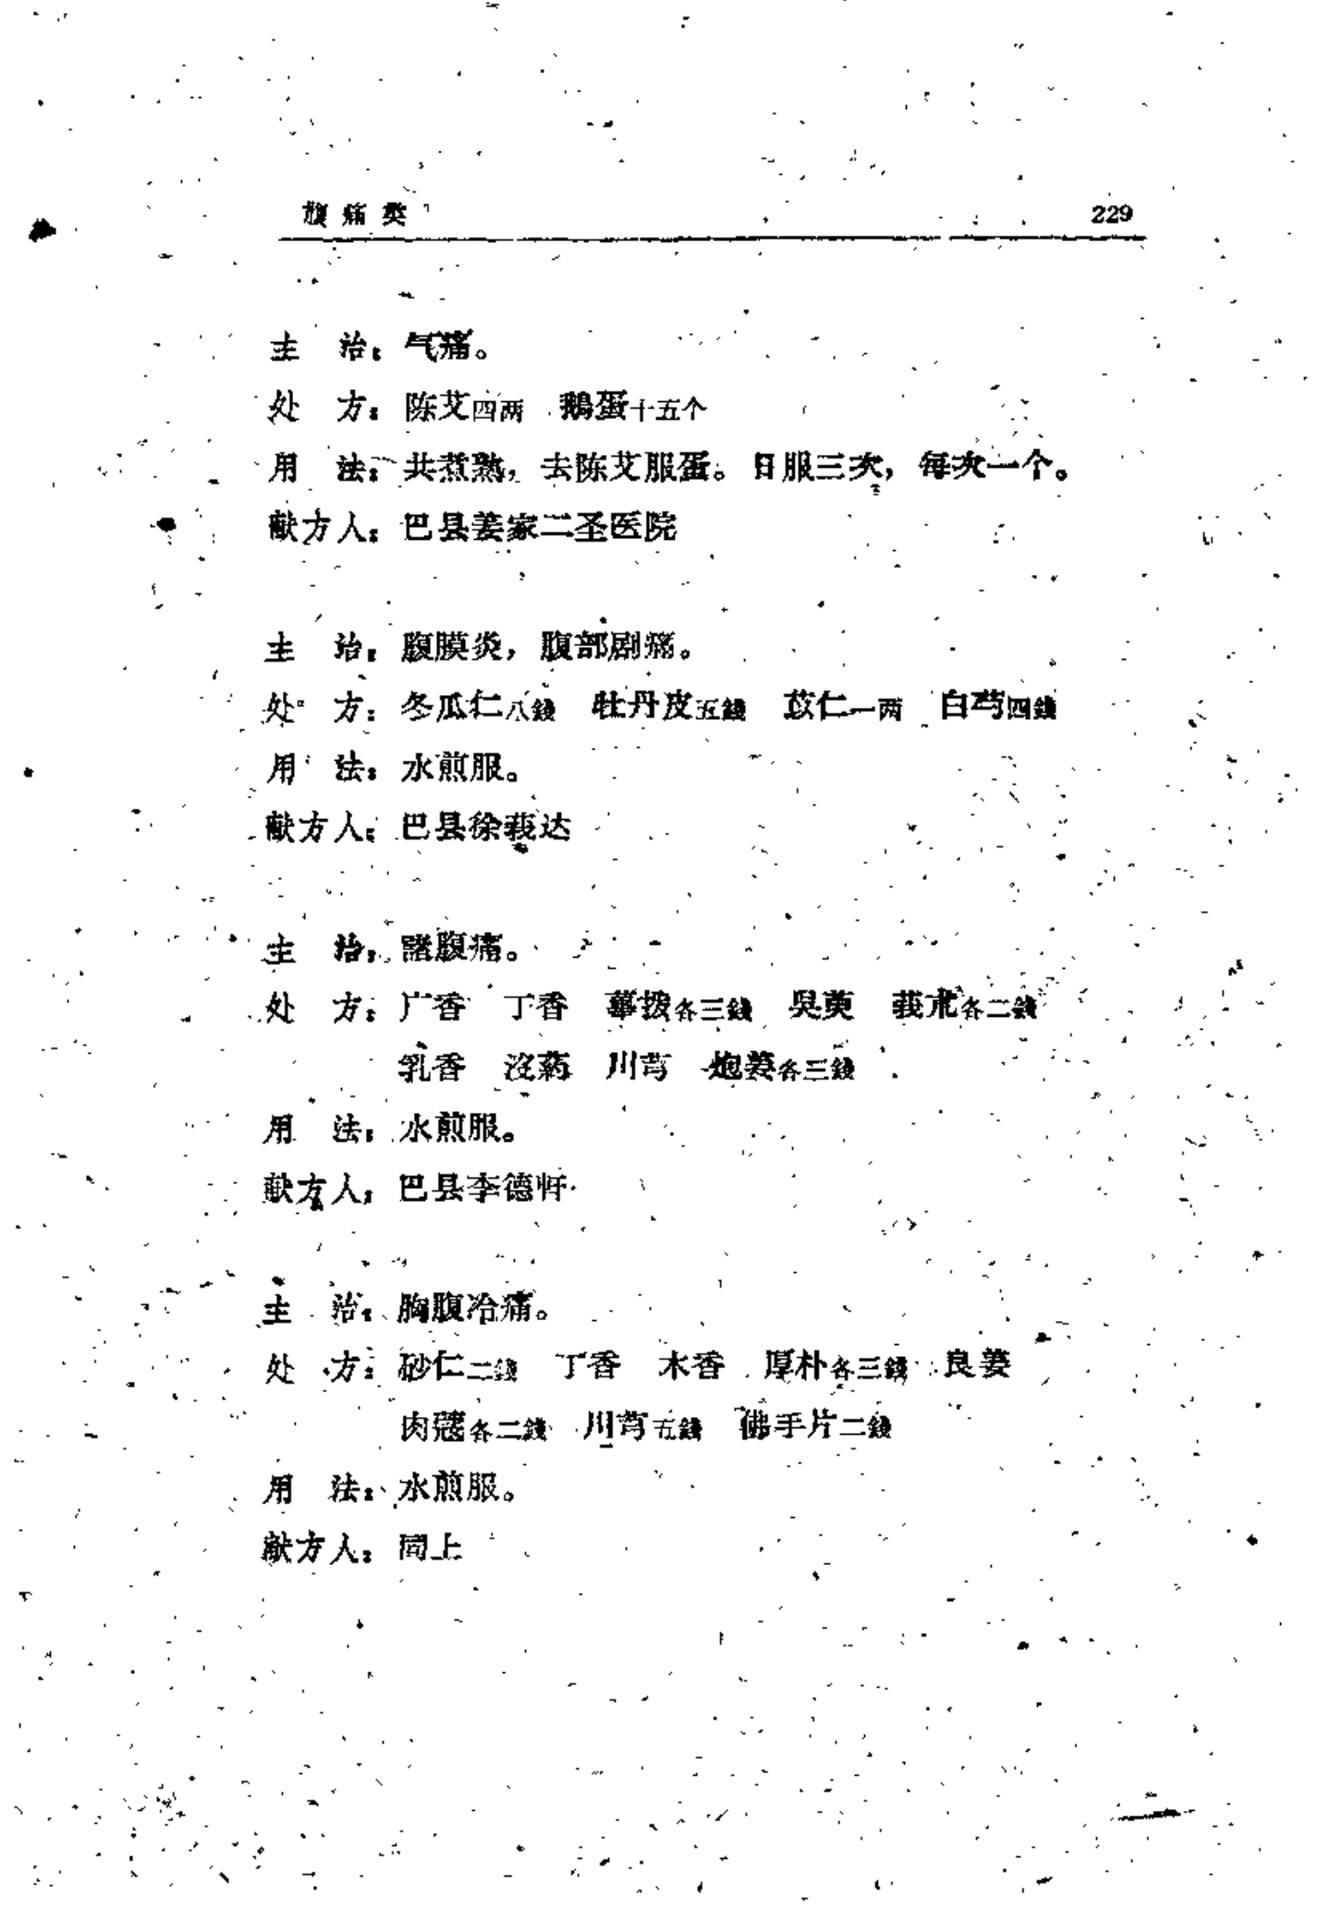 腹痛类 229
主 治：气痛。
处 方：陈艾四两 鵝蛋十五个
用 法：共煮熟，去陈艾服蛋。日服三次，每次一个。
献方人：巴县姜家二圣医院
主 治：腹膜炎，腹部剧痛。
处 方：冬瓜仁八錢 牡丹皮五錢 苡仁一两 白芍四錢
用 法：水煎服。
献方人：巴县徐莪达
主 治：諸腹痛。
处 方：广香 丁香 蓽拨各三錢 吳萸 莪朮各二錢
乳香 沒葯 川芎 炮姜各三錢
用 法：水煎服。
献方人：巴县李德
主 治：胸腹冷痛。
处 方：砂仁二錢 丁香 木香 厚朴各三錢 良姜
肉蔻各二錢 川芎五錢 佛手片二錢
用 法：水煎服。
献方人：同上